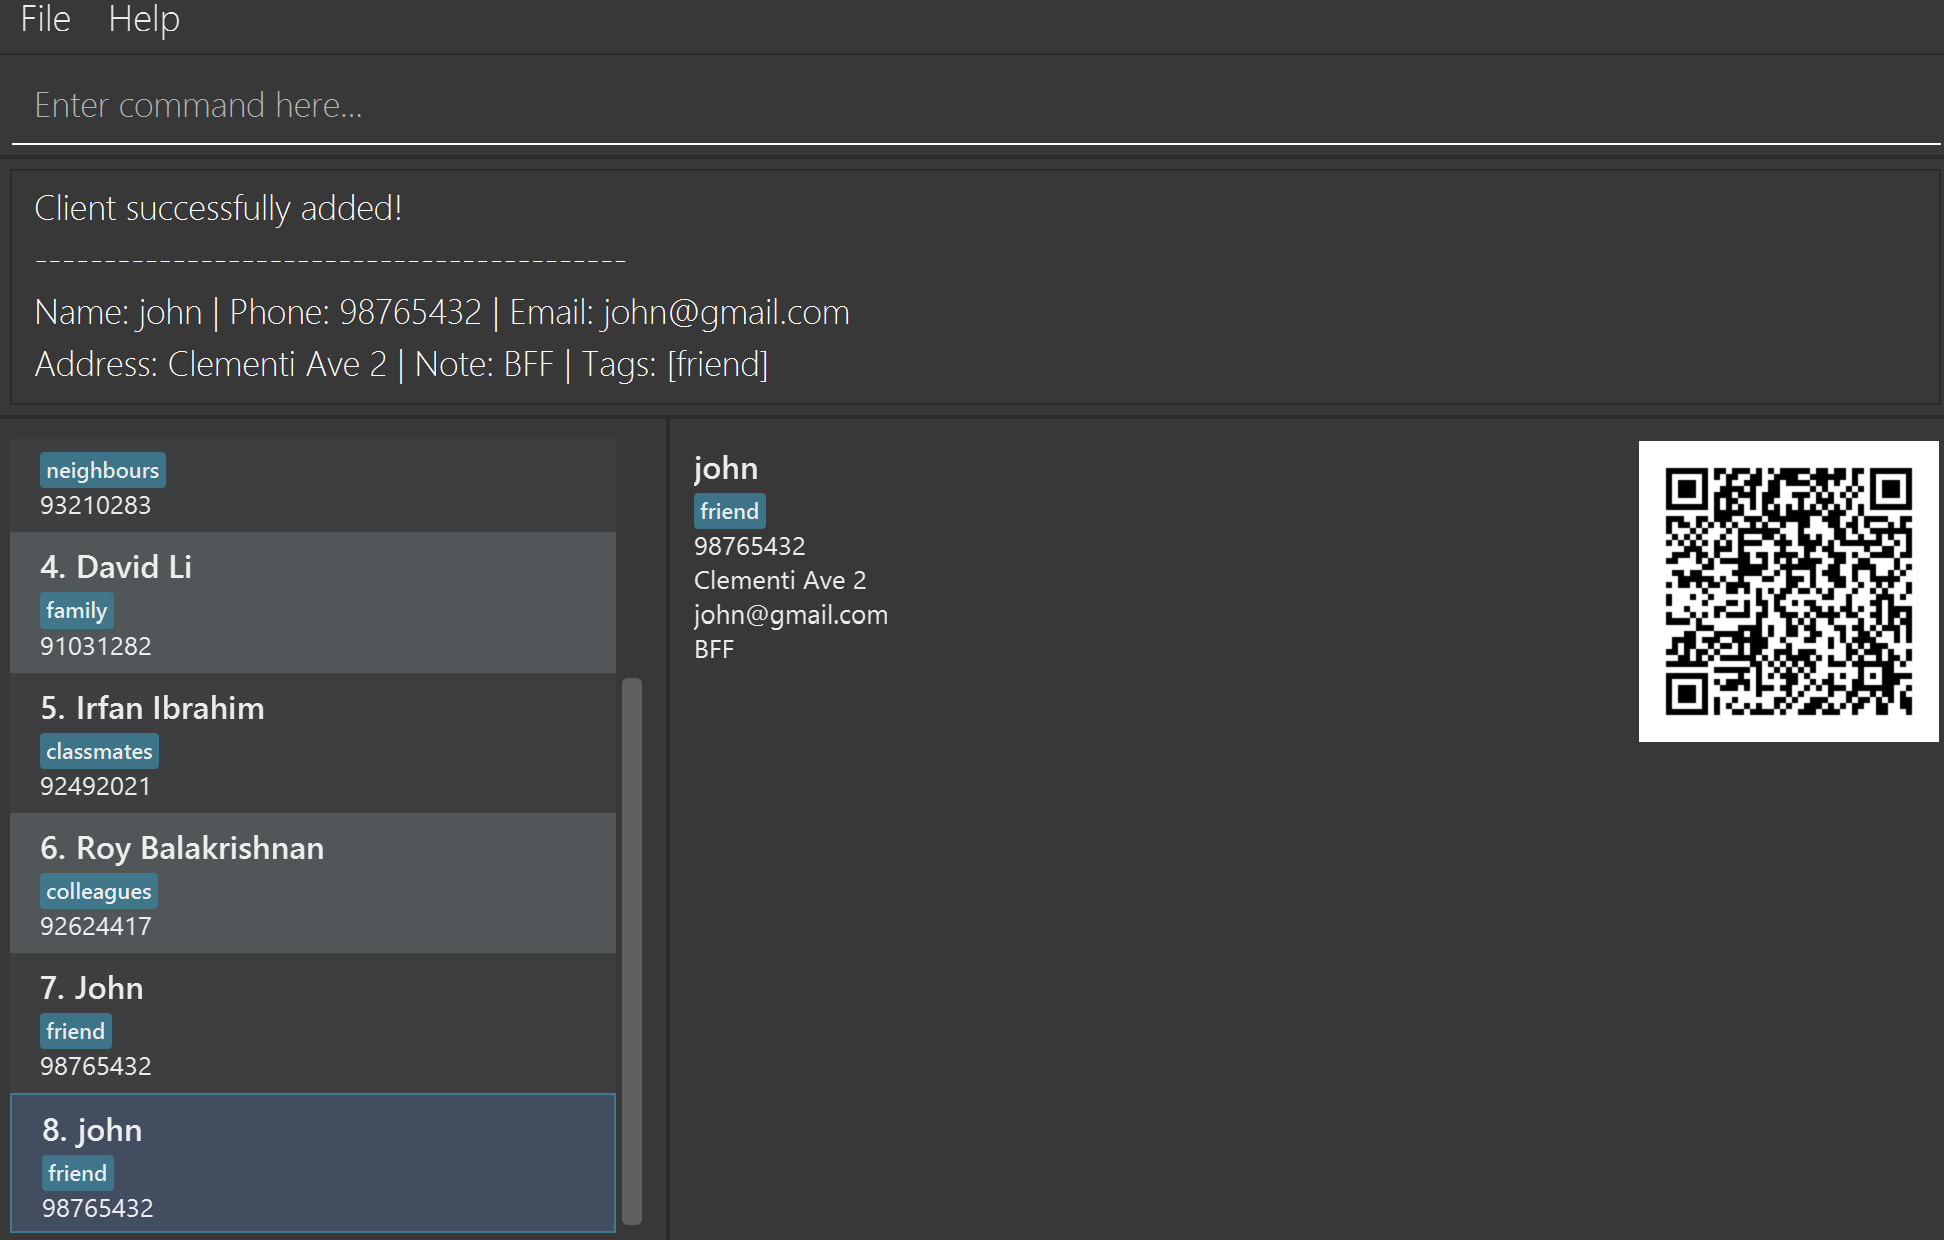 File Help
Enter command here...
Client successfully added!
-------------------------------------------
Name: john | Phone: 98765432 | Email: john@gmail.com
Address: Clementi Ave 2 | Note: BFF | Tags: [friend]
neighbours
93210283
4. David Li
family
91031282
5. Irfan Ibrahim
classmates
92492021
6. Roy Balakrishnan
colleagues
92624417
7. John
friend
98765432
8. john
friend
98765432
john
friend
98765432
Clementi Ave 2
john@gmail.com
BFF